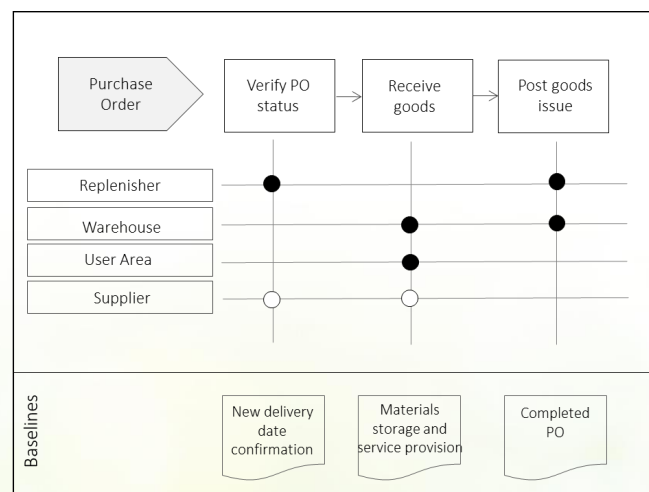 Purchase
Order
Verify PO
status
Receive
goods
Post goods
issue
Replenisher
Warehouse
User Area
Supplier
Baselines
New delivery
date
confirmation
Materials
storage and
service provision
Completed
PO